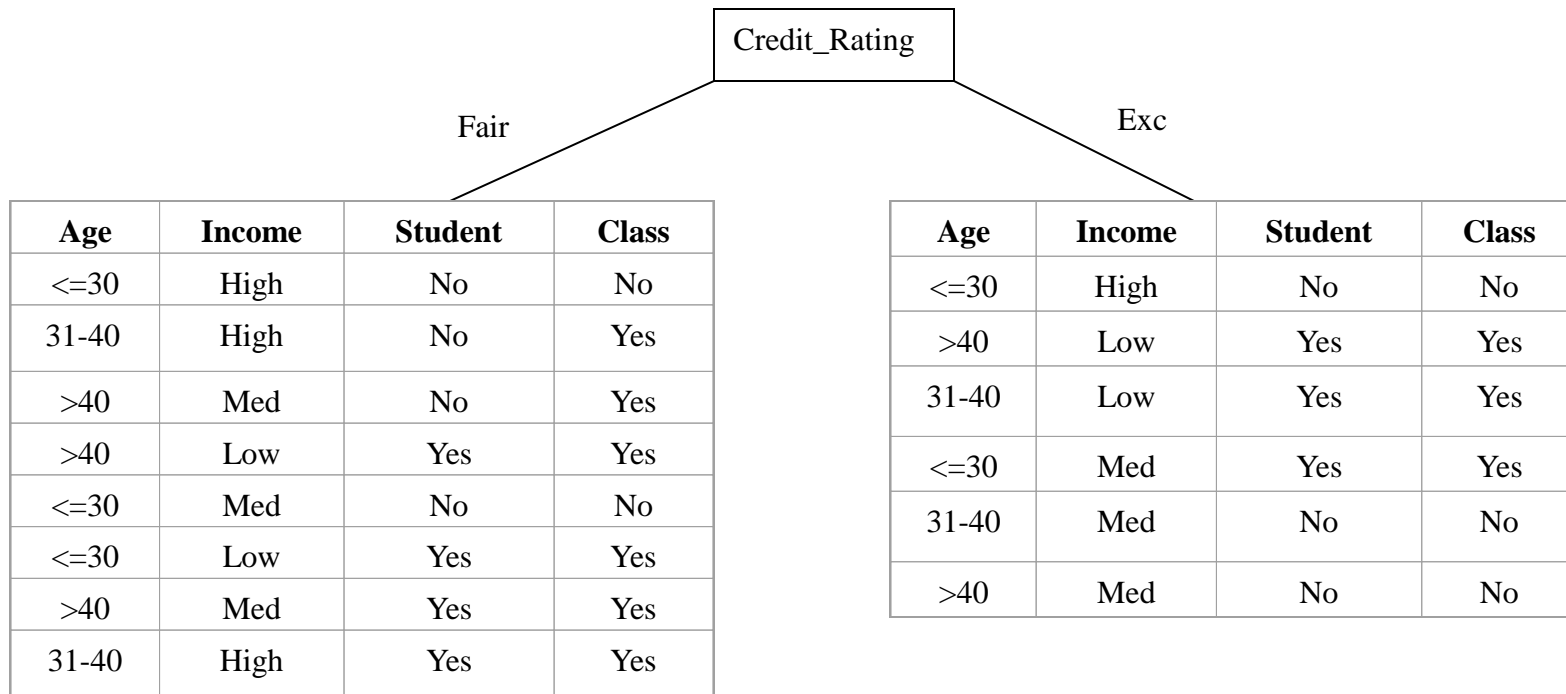 Credit_Rating
Fair
Exc
Age Income Student Class
<=30 High No No
31-40 High No Yes
>40 Med No Yes
>40 Low Yes Yes
<=30 Med No No
<=30 Low Yes Yes
>40 Med Yes Yes
31-40 High Yes Yes
Age Income Student Class
<=30 High No No
>40 Low Yes Yes
31-40 Low Yes Yes
<=30 Med Yes Yes
31-40 Med No No
>40 Med No No